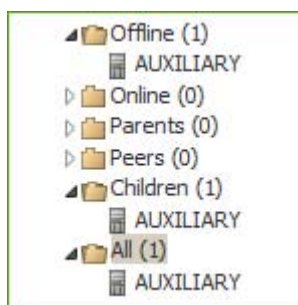 Offline (1)
AUXILIARY
Online (0)
Parents (0)
Peers (0)
Children (1)
AUXILIARY
All (1)
AUXILIARY